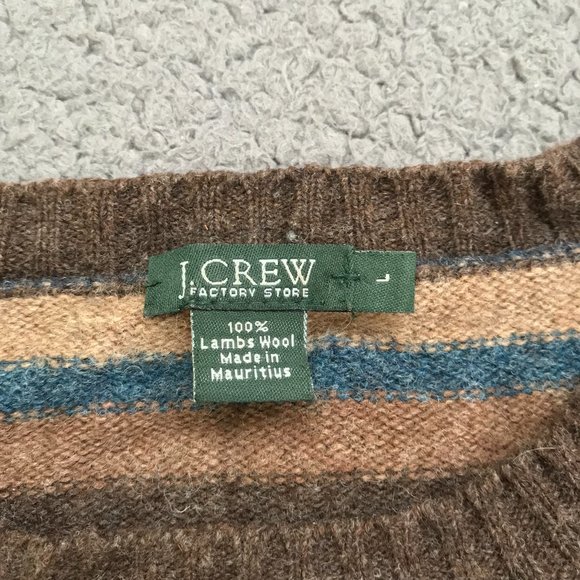 J.CREW
FACTORY STORE
L
100%
Lambs Wool
Made in
Mauritius